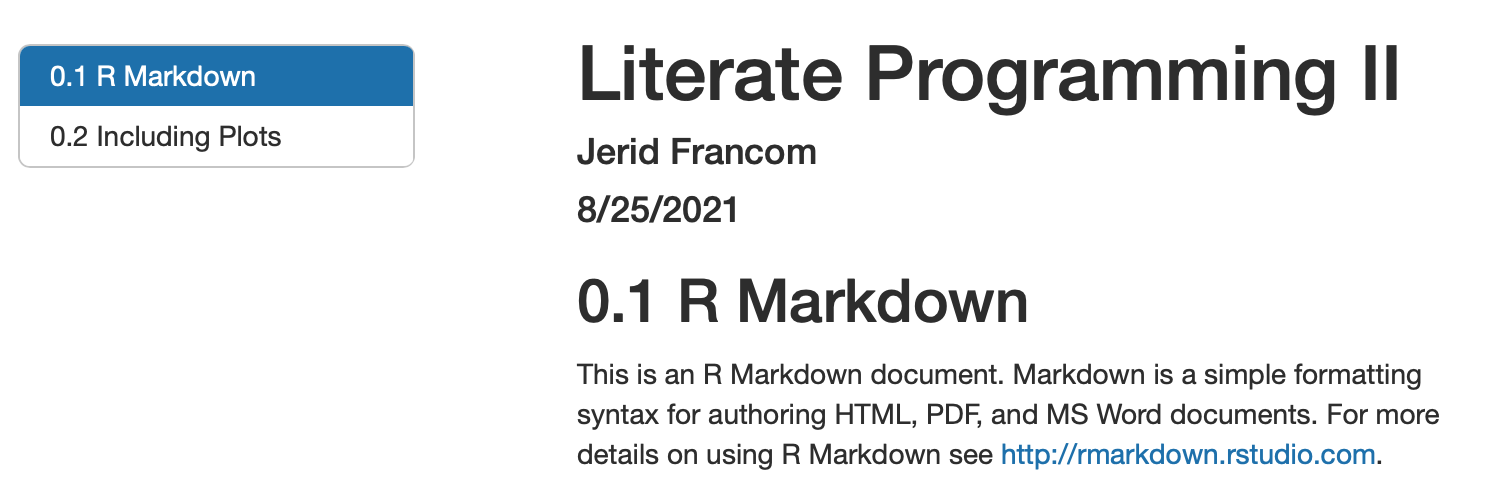 0.1 R Markdown
0.2 Including Plots
Literate Programming II
Jerid Francom
8/25/2021
0.1 R Markdown
This is an R Markdown document. Markdown is a simple formatting
syntax for authoring HTML, PDF, and MS Word documents. For more
details on using R Markdown see http://rmarkdown.rstudio.com.